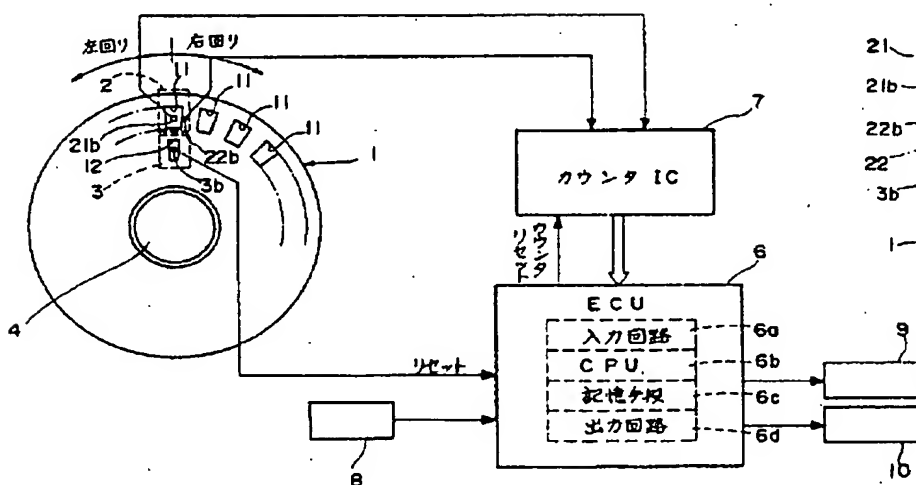 左回り 右回り
2 11 11 11 11
21b 12 22b 1
3 3b
4
7
カウンタ IC
カウンタ
リセット
6
ECU
入力回路 6a
CPU. 6b
記憶手段 6c
出力回路 6d
リセット
8
9
10
21
21b
22b
22
3b
1